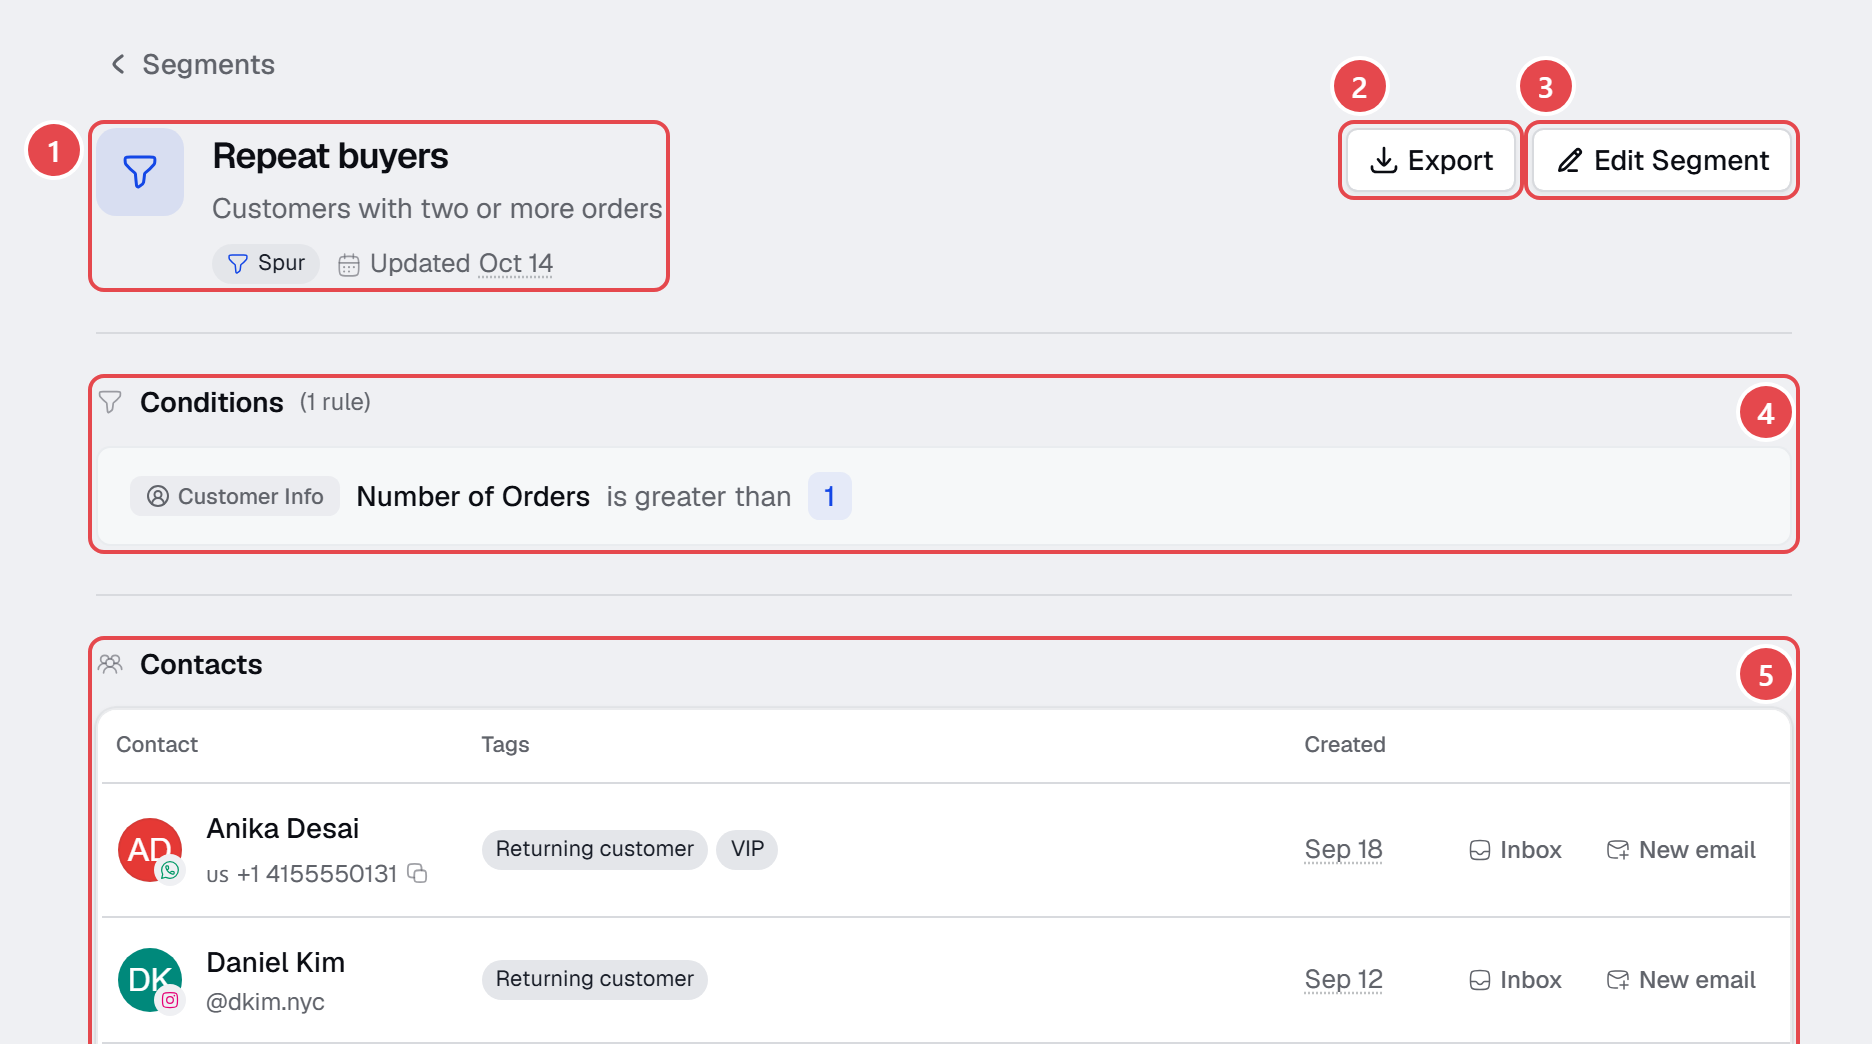 Segments
1
Repeat buyers
Customers with two or more orders
Spur Updated Oct 14
2
Export
3
Edit Segment
Conditions (1 rule)
4
Customer Info Number of Orders is greater than 1
Contacts
5
Contact Tags Created
AD
Anika Desai
US +1 4155550131
Returning customer VIP Sep 18 Inbox New email
DK
Daniel Kim
@dkim.nyc
Returning customer Sep 12 Inbox New email